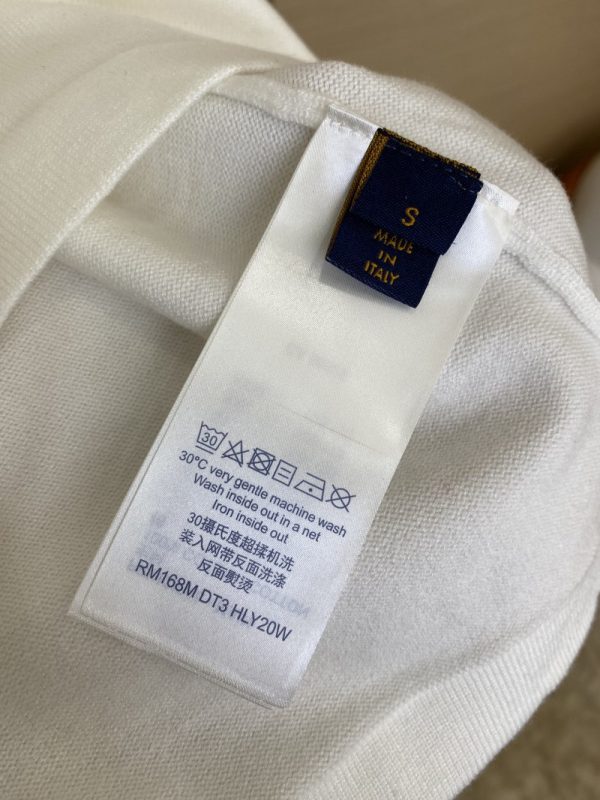 S
MADE
IN
ITALY
30
30°C very gentle machine wash
Wash inside out in a net
Iron inside out
30摄氏度超揉机洗
装入网带反面洗涤
反面熨烫
RM168M DT3 HLY20W